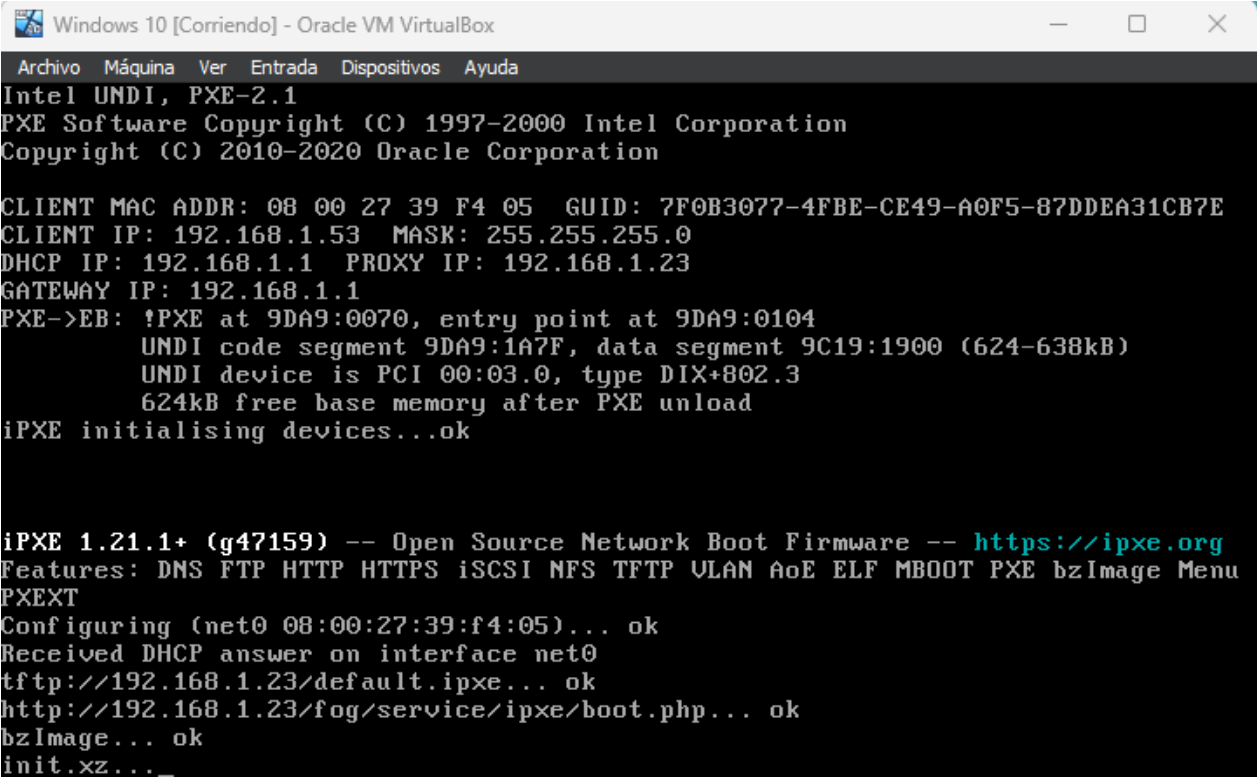 Windows 10 [Corriendo] - Oracle VM VirtualBox
Archivo Máquina Ver Entrada Dispositivos Ayuda
Intel UNDI, PXE-2.1
PXE Software Copyright (C) 1997-2000 Intel Corporation
Copyright (C) 2010-2020 Oracle Corporation
CLIENT MAC ADDR: 08 00 27 39 F4 05  GUID: 7F0B3077-4FBE-CE49-A0F5-87DDEA31CB7E
CLIENT IP: 192.168.1.53  MASK: 255.255.255.0
DHCP IP: 192.168.1.1  PROXY IP: 192.168.1.23
GATEWAY IP: 192.168.1.1
PXE->EB: !PXE at 9DA9:0070, entry point at 9DA9:0104
         UNDI code segment 9DA9:1A7F, data segment 9C19:1900 (624-638kB)
         UNDI device is PCI 00:03.0, type DIX+802.3
         624kB free base memory after PXE unload
iPXE initialising devices...ok
iPXE 1.21.1+ (g47159) -- Open Source Network Boot Firmware -- https://ipxe.org
Features: DNS FTP HTTP HTTPS iSCSI NFS TFTP VLAN AoE ELF MBOOT PXE bzImage Menu
PXEXT
Configuring (net0 08:00:27:39:f4:05)... ok
Received DHCP answer on interface net0
tftp://192.168.1.23/default.ipxe... ok
http://192.168.1.23/fog/service/ipxe/boot.php... ok
bzImage... ok
init.xz..._